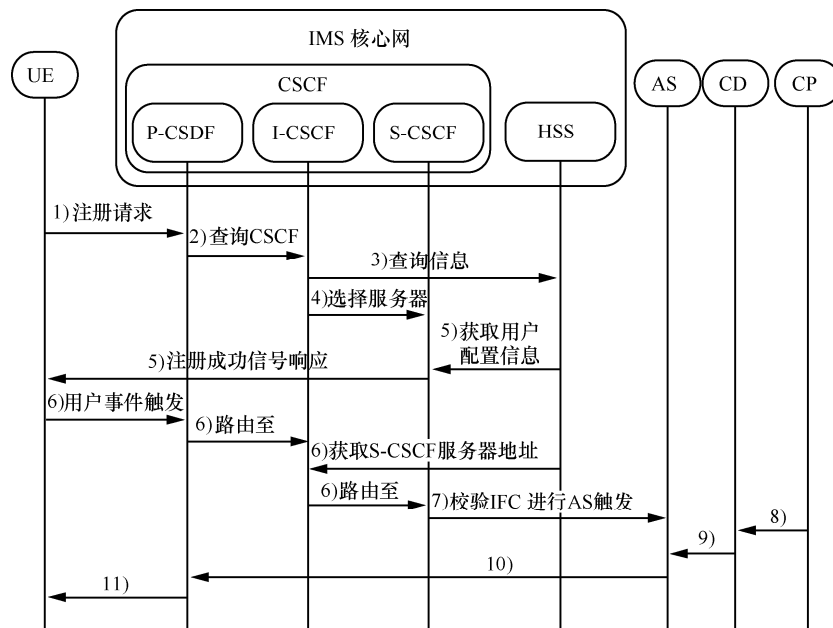 IMS 核心网
CSCF
UE
P-CSDF
I-CSCF
S-CSCF
HSS
AS
CD
CP
1)注册请求
2)查询CSCF
3)查询信息
4)选择服务器
5)获取用户
配置信息
5)注册成功信号响应
6)用户事件触发
6)路由至
6)获取S-CSCF服务器地址
6)路由至
7)校验IFC 进行AS触发
8)
9)
10)
11)